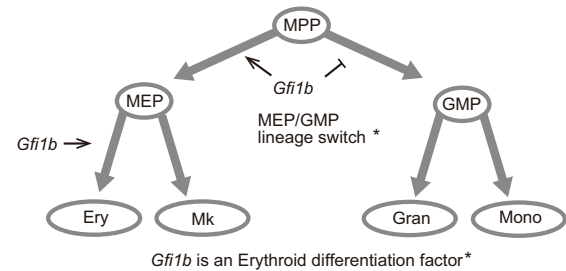 MPP
Gfi1b
MEP
GMP
MEP/GMP
lineage switch *
Gfi1b
Ery
Mk
Gran
Mono
Gfi1b is an Erythroid differentiation factor*